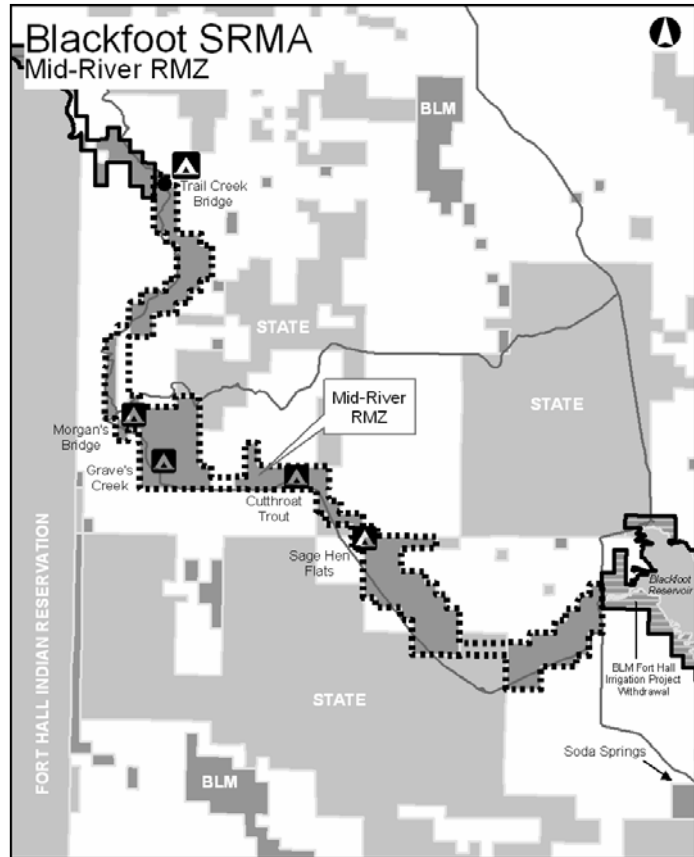 Blackfoot SRMA
Mid-River RMZ
BLM
Trail Creek
Bridge
STATE
Mid-River
RMZ
STATE
Morgan's
Bridge
Grave's
Creek
Cutthroat
Trout
Sage Hen
Flats
Blackfoot
Reservoir
BLM Fort Hall
Irrigation Project
Withdrawal
FORT HALL INDIAN RESERVATION
STATE
Soda Springs
BLM